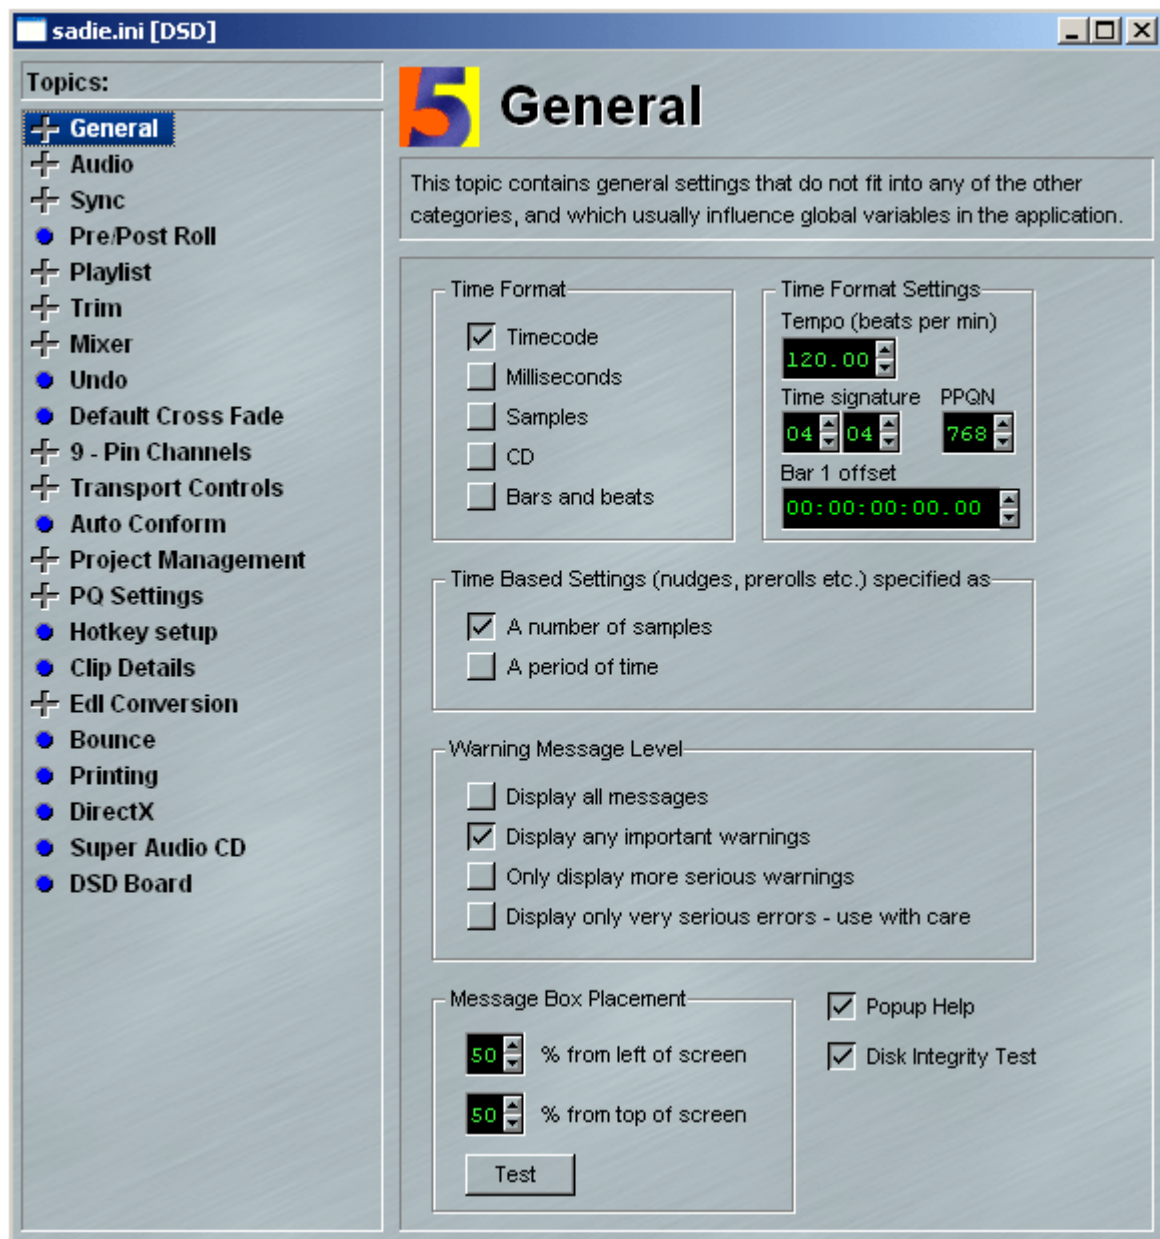 sadie.ini [DSD]
Topics:
General
Audio
Sync
Pre/Post Roll
Playlist
Trim
Mixer
Undo
Default Cross Fade
9 - Pin Channels
Transport Controls
Auto Conform
Project Management
PQ Settings
Hotkey setup
Clip Details
Edl Conversion
Bounce
Printing
DirectX
Super Audio CD
DSD Board
5 General
This topic contains general settings that do not fit into any of the other
categories, and which usually influence global variables in the application.
Time Format
Timecode
Milliseconds
Samples
CD
Bars and beats
Time Format Settings
Tempo (beats per min)
120.00
Time signature PPQN
04 04 768
Bar 1 offset
00:00:00:00.00
Time Based Settings (nudges, prerolls etc.) specified as
A number of samples
A period of time
Warning Message Level
Display all messages
Display any important warnings
Only display more serious warnings
Display only very serious errors - use with care
Message Box Placement
50 % from left of screen
50 % from top of screen
Test
Popup Help
Disk Integrity Test